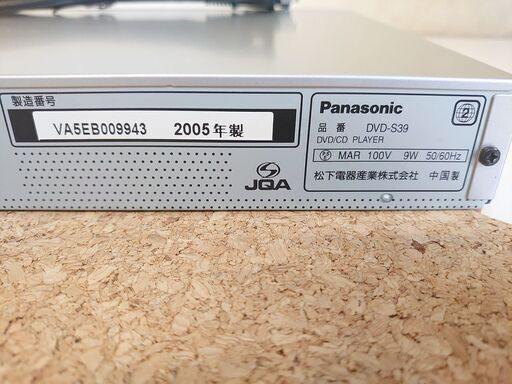 製造番号
VA5EB009943 2005年製
JQA
Panasonic
品番 DVD-S39
DVD/CD PLAYER
MAR 100V 9W 50/60Hz
松下電器産業株式会社 中国製
2